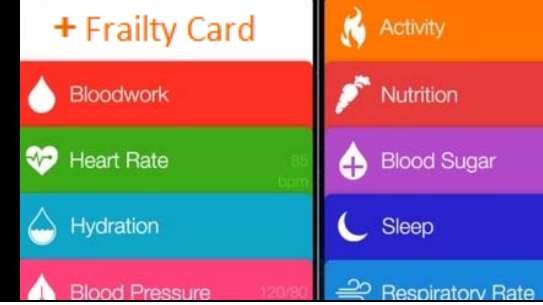 + Frailty Card
Bloodwork
Heart Rate
85
bpm
Hydration
Blood Pressure 120/80
Activity
Nutrition
Blood Sugar
Sleep
Respiratory Rate